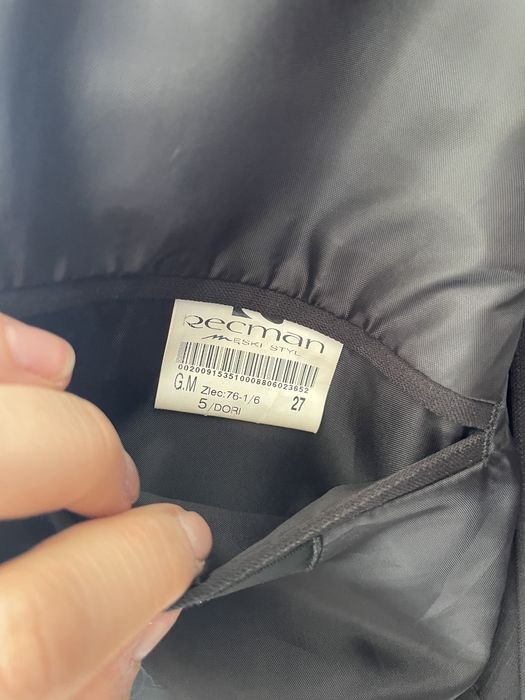 Recman
MĘSKI STYL
002009153510008806023652
G.M Zlec:76-1/6 27
5/DORI